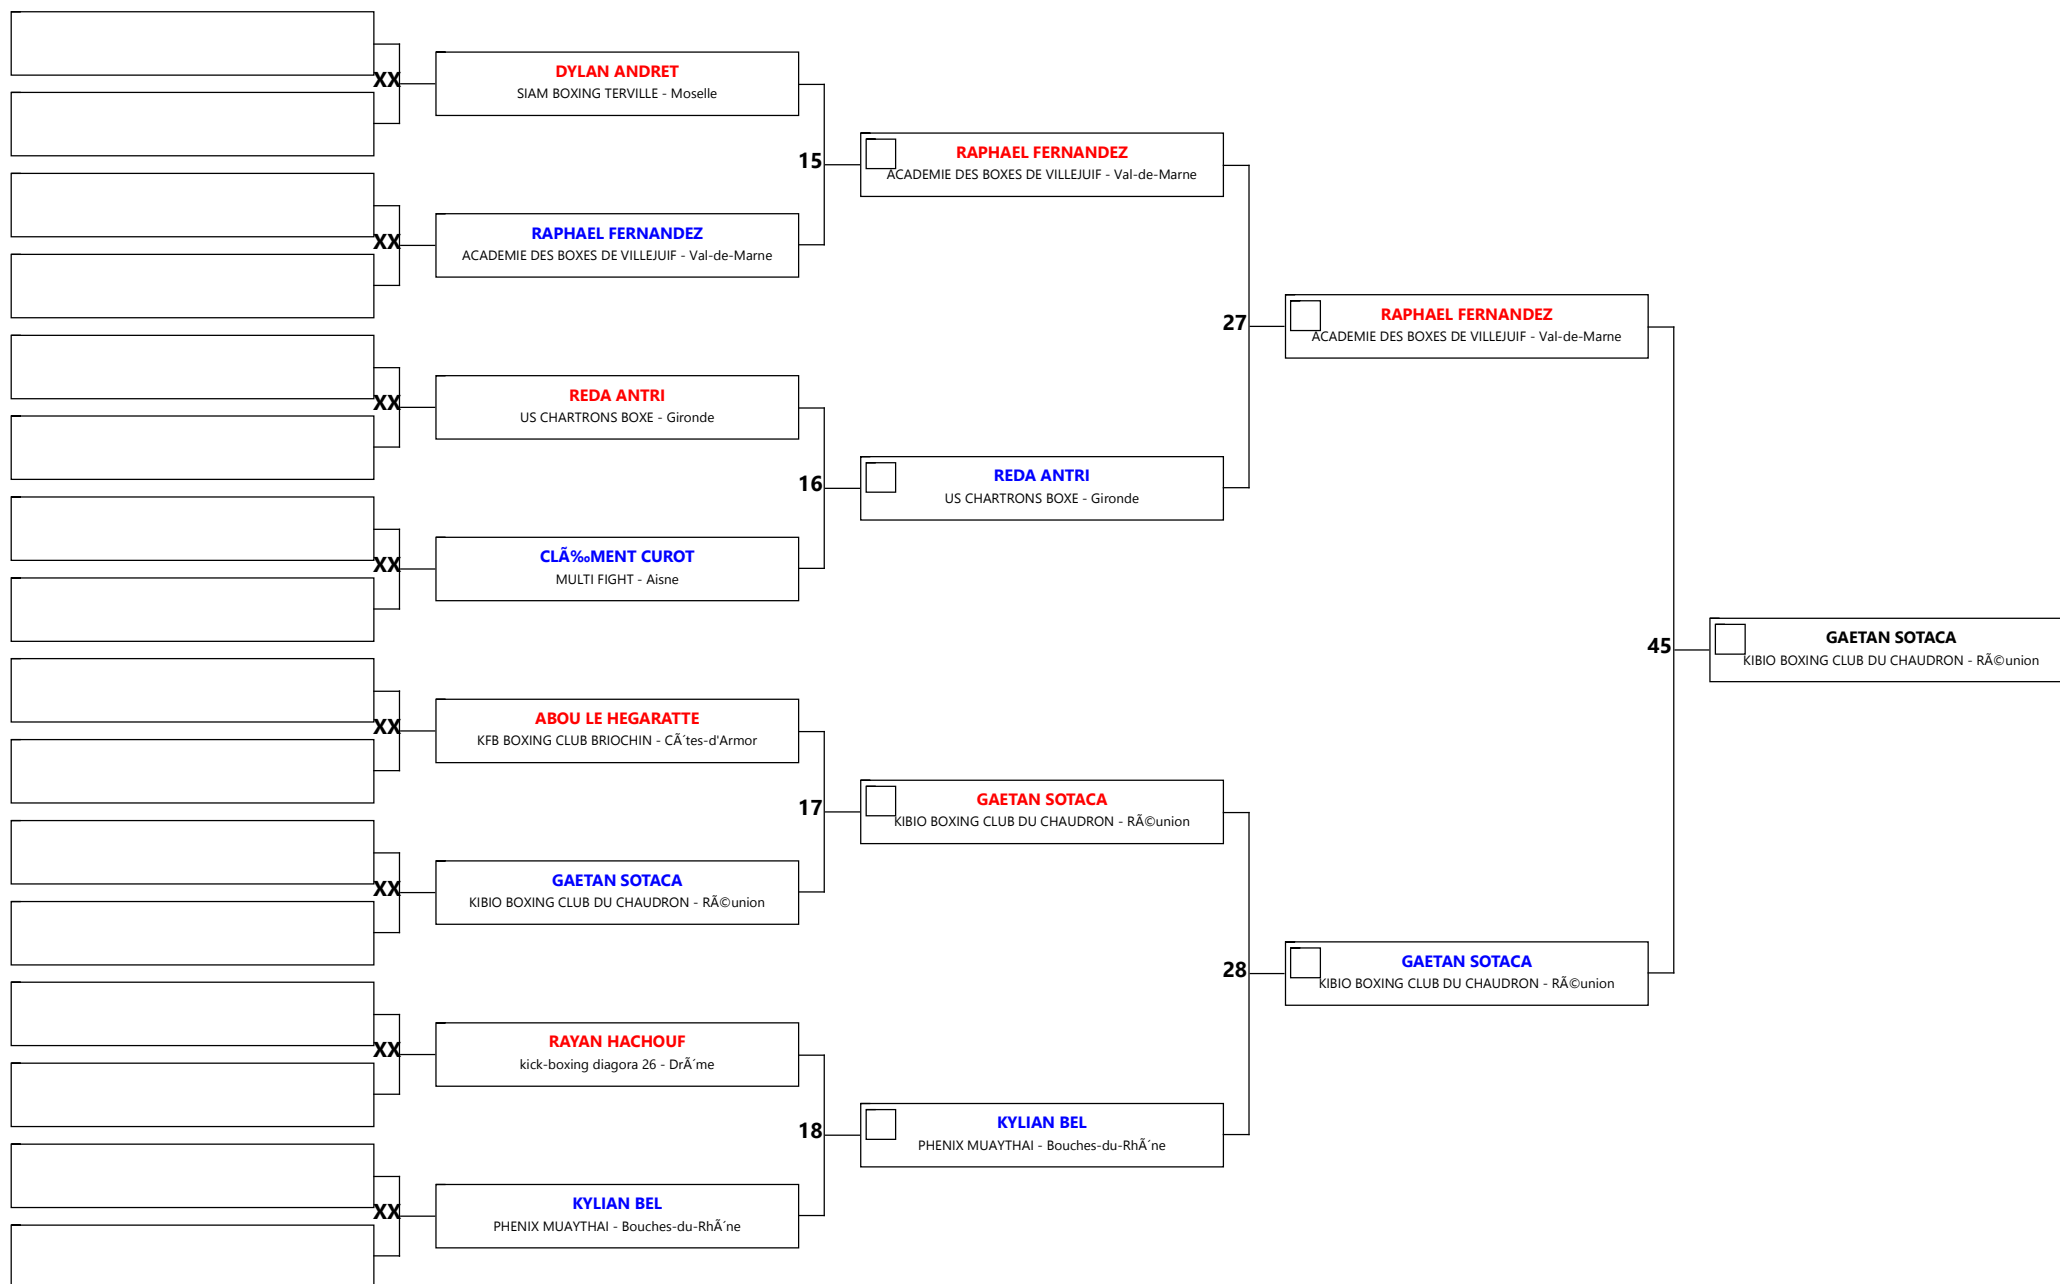 XX
DYLAN ANDRET
SIAM BOXING TERVILLE - Moselle
XX
RAPHAEL FERNANDEZ
ACADEMIE DES BOXES DE VILLEJUIF - Val-de-Marne
15
RAPHAEL FERNANDEZ
ACADEMIE DES BOXES DE VILLEJUIF - Val-de-Marne
XX
REDA ANTRI
US CHARTRONS BOXE - Gironde
XX
CLÃ‰MENT CUROT
MULTI FIGHT - Aisne
16
REDA ANTRI
US CHARTRONS BOXE - Gironde
27
RAPHAEL FERNANDEZ
ACADEMIE DES BOXES DE VILLEJUIF - Val-de-Marne
XX
ABOU LE HEGARATTE
KFB BOXING CLUB BRIOCHIN - CÃ´tes-d'Armor
XX
GAETAN SOTACA
KIBIO BOXING CLUB DU CHAUDRON - RÃ©union
17
GAETAN SOTACA
KIBIO BOXING CLUB DU CHAUDRON - RÃ©union
XX
RAYAN HACHOUF
kick-boxing diagora 26 - DrÃ´me
XX
KYLIAN BEL
PHENIX MUAYTHAI - Bouches-du-RhÃ´ne
18
KYLIAN BEL
PHENIX MUAYTHAI - Bouches-du-RhÃ´ne
28
GAETAN SOTACA
KIBIO BOXING CLUB DU CHAUDRON - RÃ©union
45
GAETAN SOTACA
KIBIO BOXING CLUB DU CHAUDRON - RÃ©union